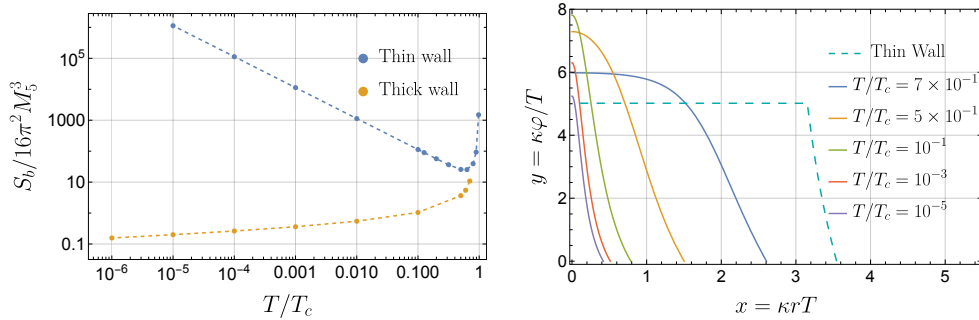 S_b/16π²M_5³
10⁵
1000
10
0.1
10⁻⁶ 10⁻⁵ 10⁻⁴ 0.001 0.010 0.100 1
T/T_c
Thin wall
Thick wall
y = κφ/T
8
6
4
2
0
0 1 2 3 4 5
x = κrT
Thin Wall
T/T_c = 7 × 10⁻¹
T/T_c = 5 × 10⁻¹
T/T_c = 10⁻¹
T/T_c = 10⁻³
T/T_c = 10⁻⁵